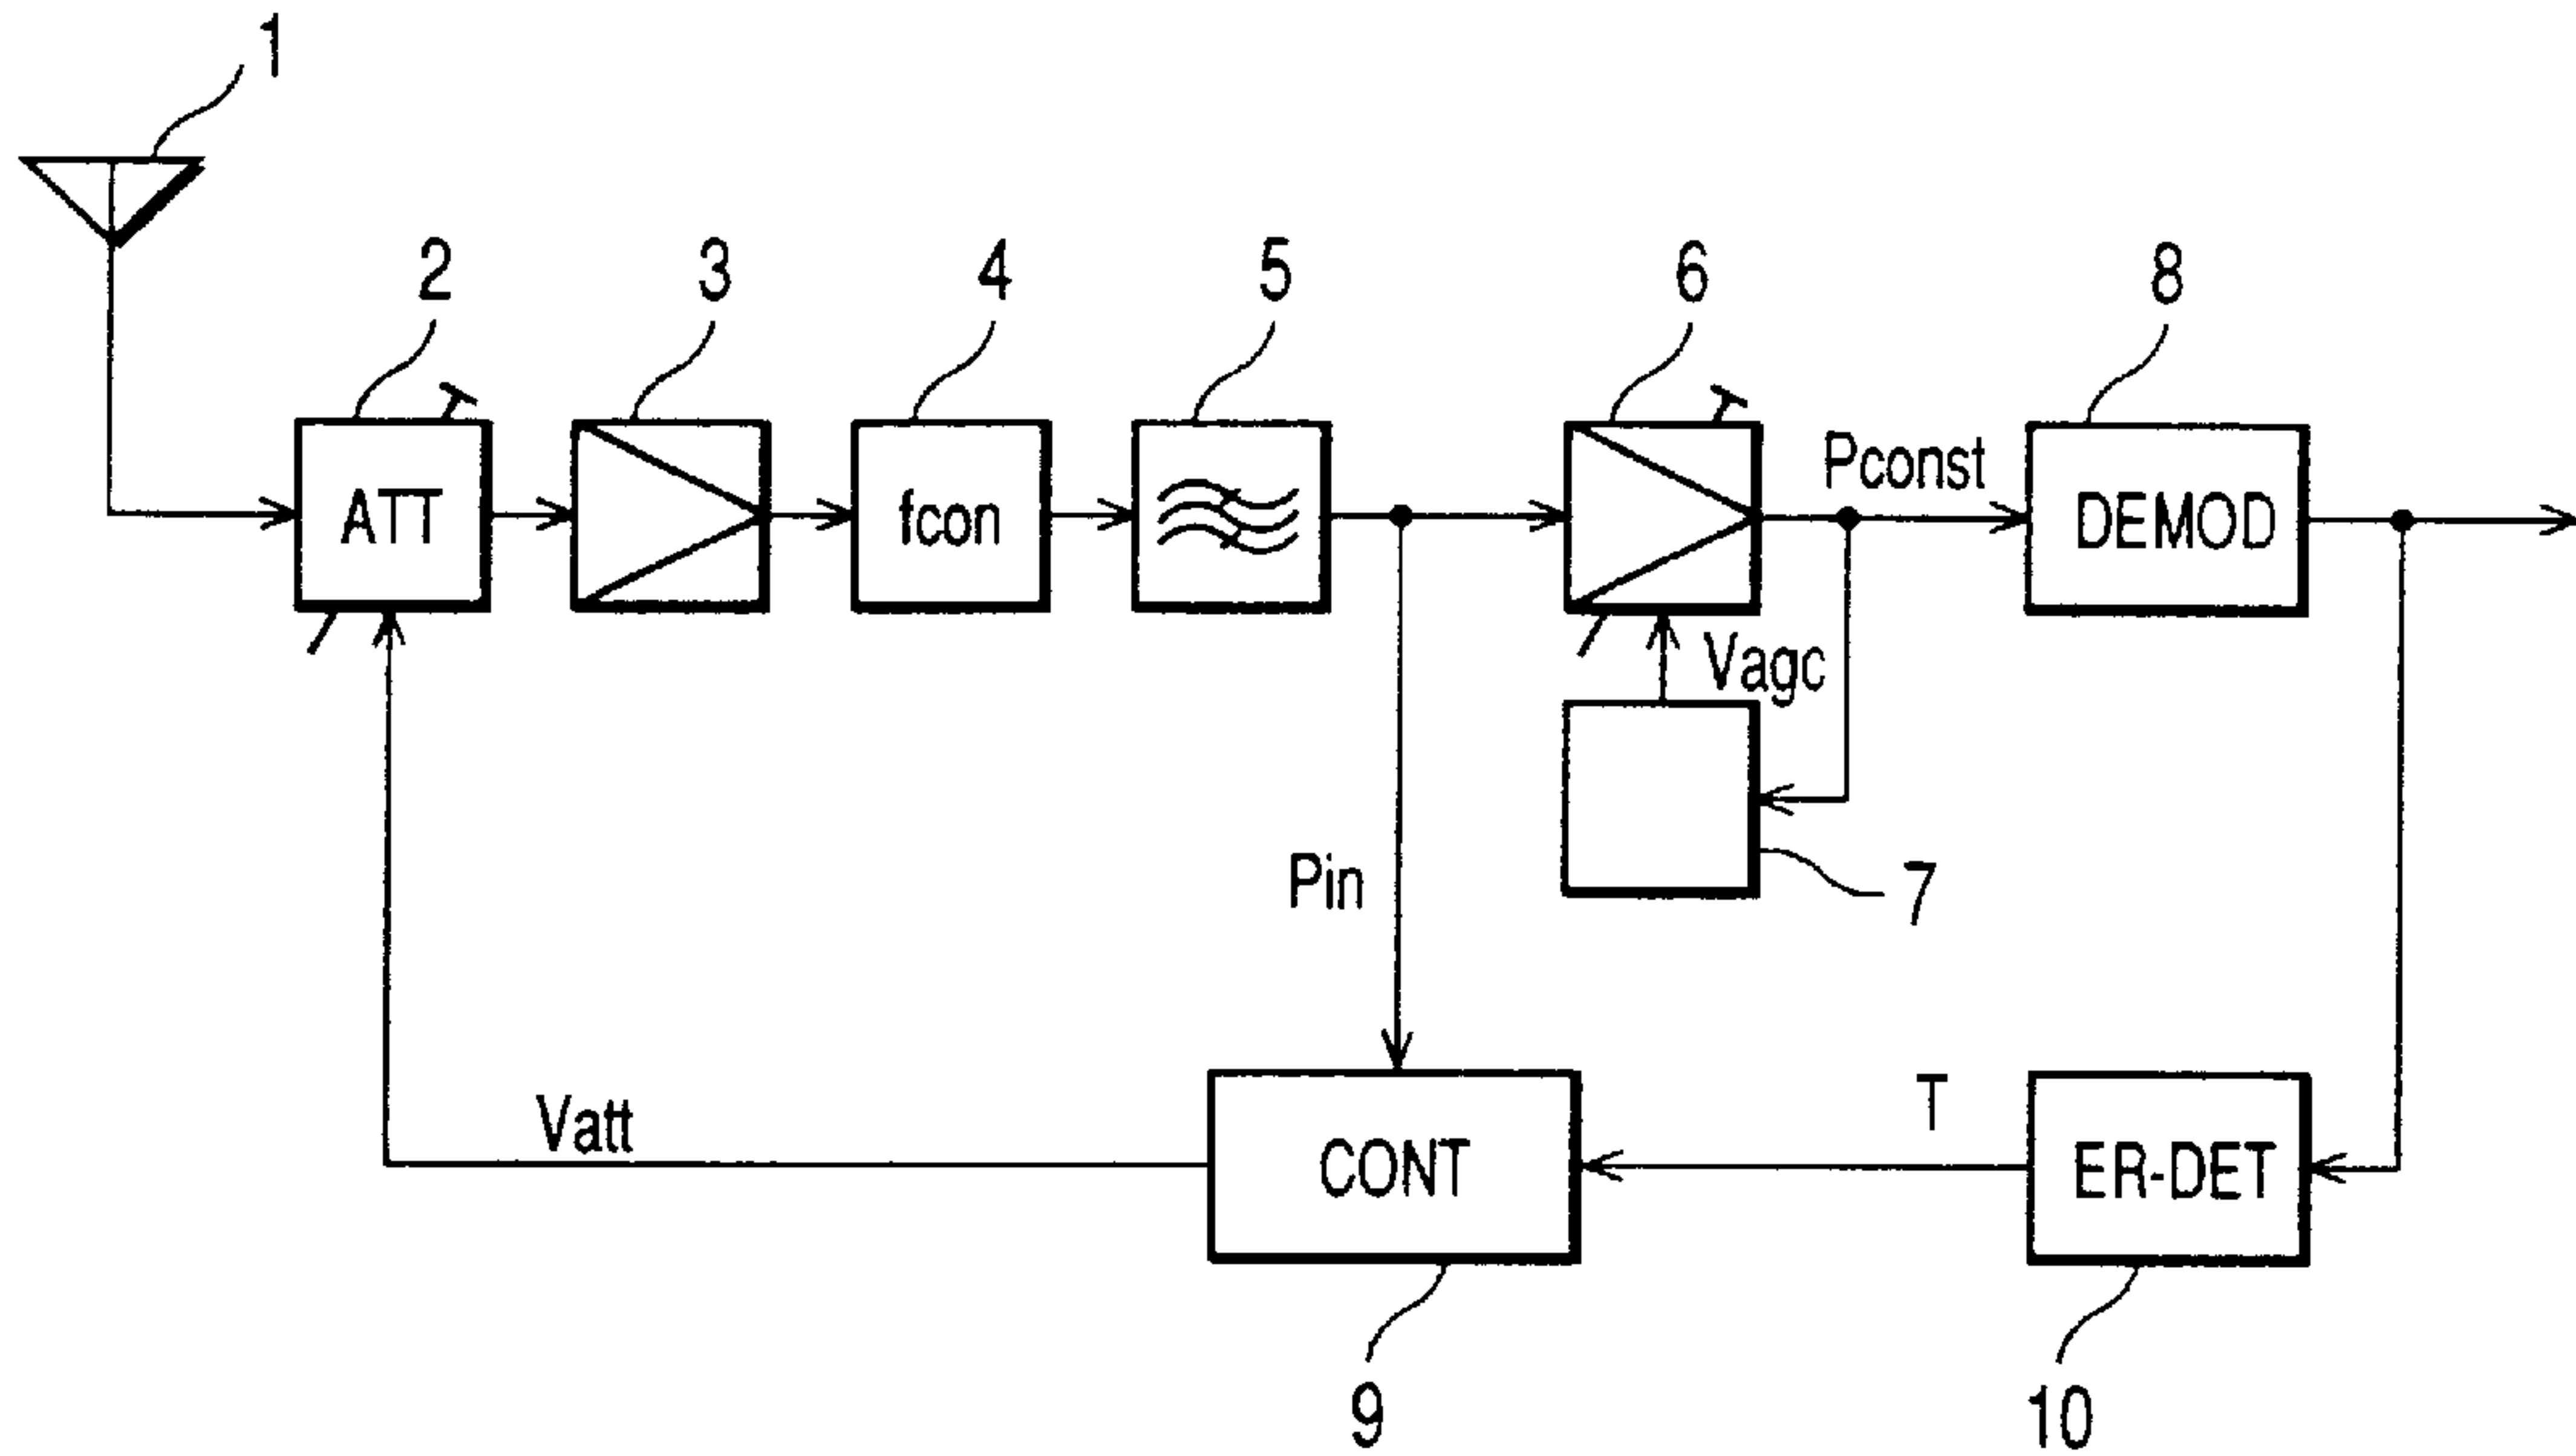 1
2
3
4
5
6
8
ATT
fcon
Pconst
DEMOD
Vagc
7
Pin
Vatt
CONT
T
ER-DET
9
10